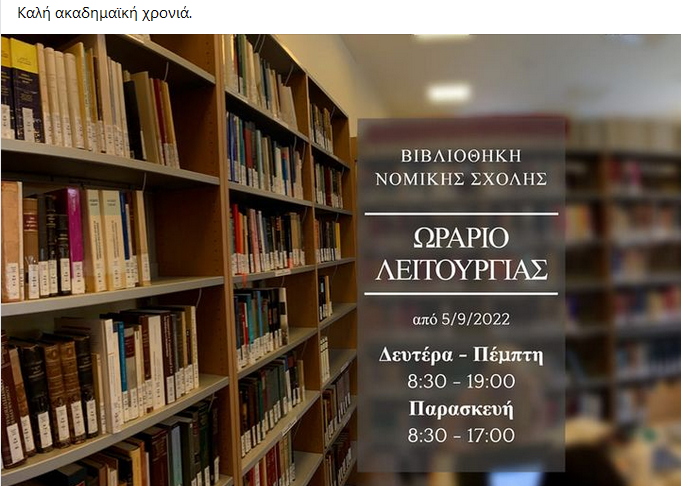 Καλή ακαδημαϊκή χρονιά.
ΒΙΒΛΙΟΘΗΚΗ
ΝΟΜΙΚΗΣ ΣΧΟΛΗΣ
ΩΡΑΡΙΟ
ΛΕΙΤΟΥΡΓΙΑΣ
από 5/9/2022
Δευτέρα - Πέμπτη
8:30 - 19:00
Παρασκευή
8:30 - 17:00